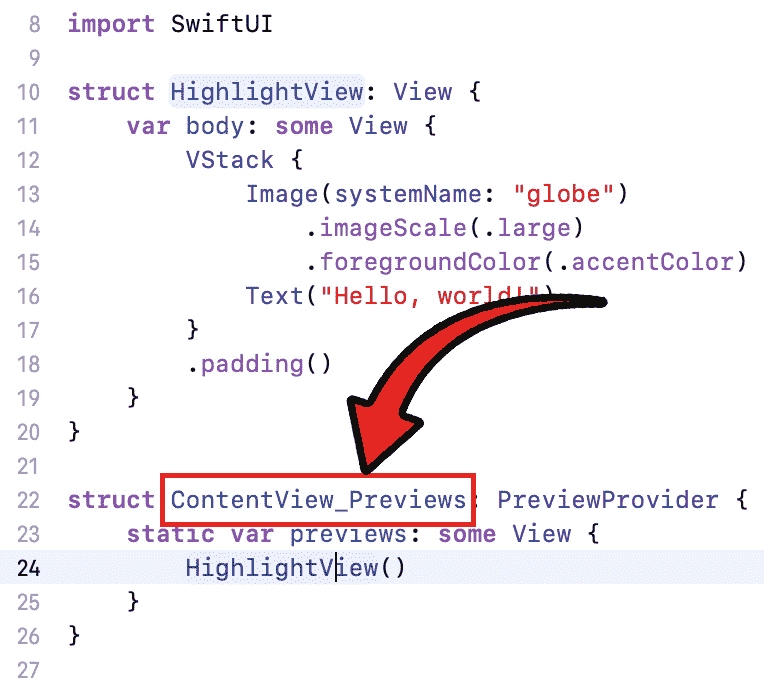 8 import SwiftUI
9
10 struct HighlightView: View {
11     var body: some View {
12         VStack {
13             Image(systemName: "globe")
14                 .imageScale(.large)
15                 .foregroundColor(.accentColor)
16             Text("Hello, world!")
17         }
18         .padding()
19     }
20 }
21
22 struct ContentView_Previews: PreviewProvider {
23     static var previews: some View {
24         HighlightView()
25     }
26 }
27